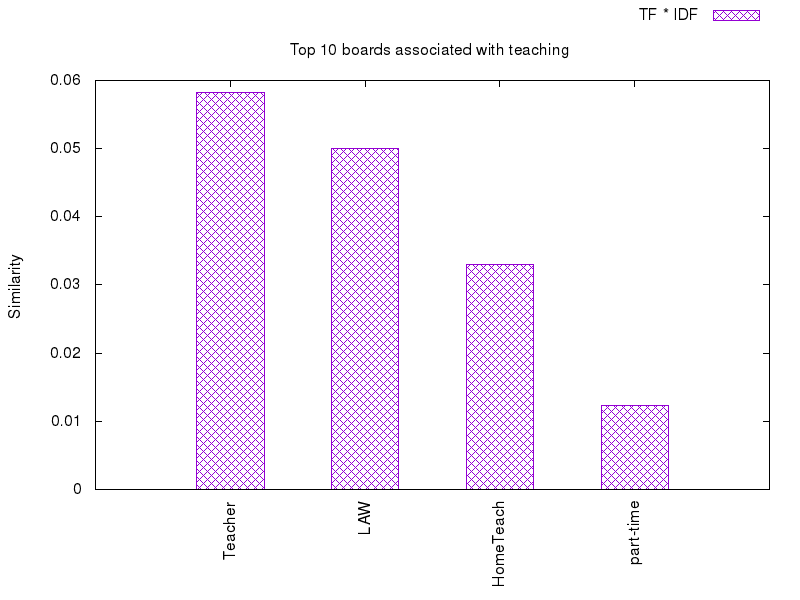 TF * IDF
Top 10 boards associated with teaching
0.06
0.05
0.04
0.03
0.02
0.01
0
Similarity
Teacher
LAW
HomeTeach
part-time